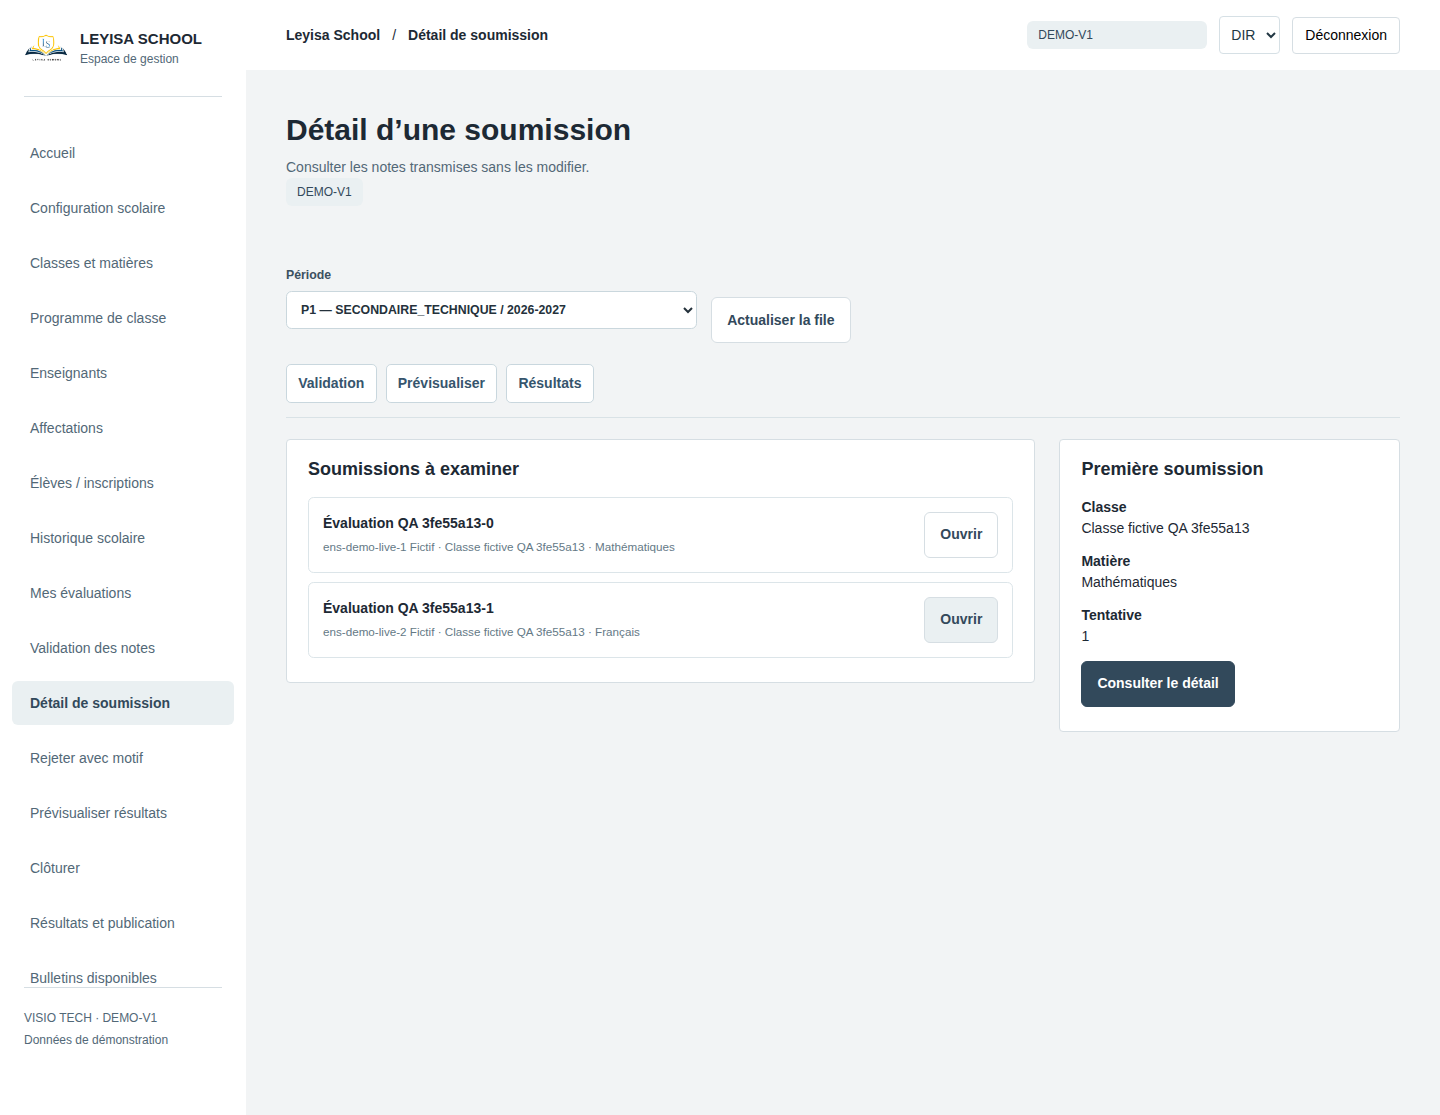 LEYISA SCHOOL
Espace de gestion
Accueil
Configuration scolaire
Classes et matières
Programme de classe
Enseignants
Affectations
Élèves / inscriptions
Historique scolaire
Mes évaluations
Validation des notes
Détail de soumission
Rejeter avec motif
Prévisualiser résultats
Clôturer
Résultats et publication
Bulletins disponibles
VISIO TECH · DEMO-V1
Données de démonstration
Leyisa School / Détail de soumission
DEMO-V1
DIR
Déconnexion
Détail d’une soumission
Consulter les notes transmises sans les modifier.
DEMO-V1
Période
P1 — SECONDAIRE_TECHNIQUE / 2026-2027
Actualiser la file
Validation
Prévisualiser
Résultats
Soumissions à examiner
Évaluation QA 3fe55a13-0
ens-demo-live-1 Fictif · Classe fictive QA 3fe55a13 · Mathématiques
Ouvrir
Évaluation QA 3fe55a13-1
ens-demo-live-2 Fictif · Classe fictive QA 3fe55a13 · Français
Ouvrir
Première soumission
Classe
Classe fictive QA 3fe55a13
Matière
Mathématiques
Tentative
1
Consulter le détail